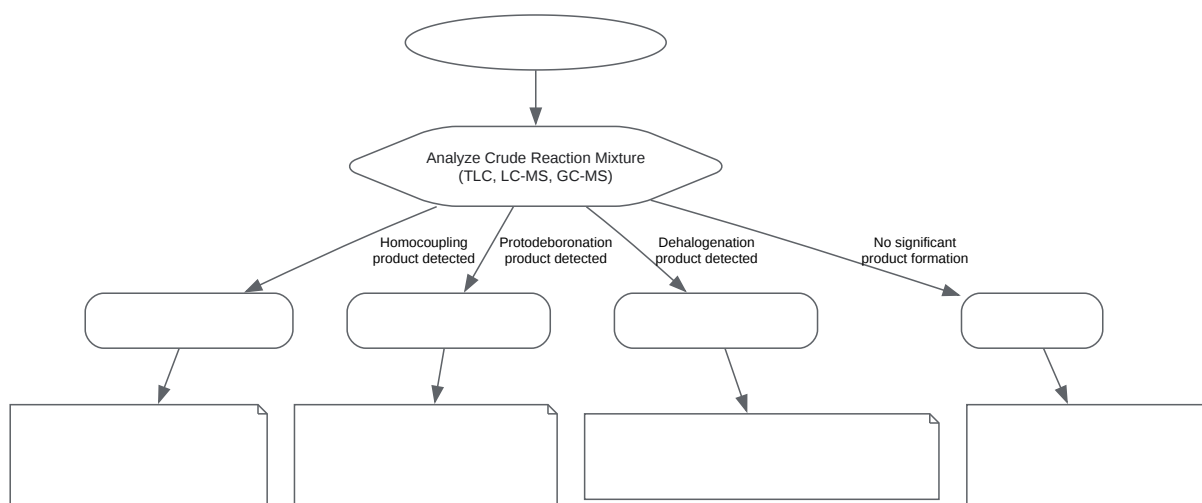 Analyze Crude Reaction Mixture
(TLC, LC-MS, GC-MS)
Homocoupling
product detected
Protodeboronation
product detected
Dehalogenation
product detected
No significant
product formation